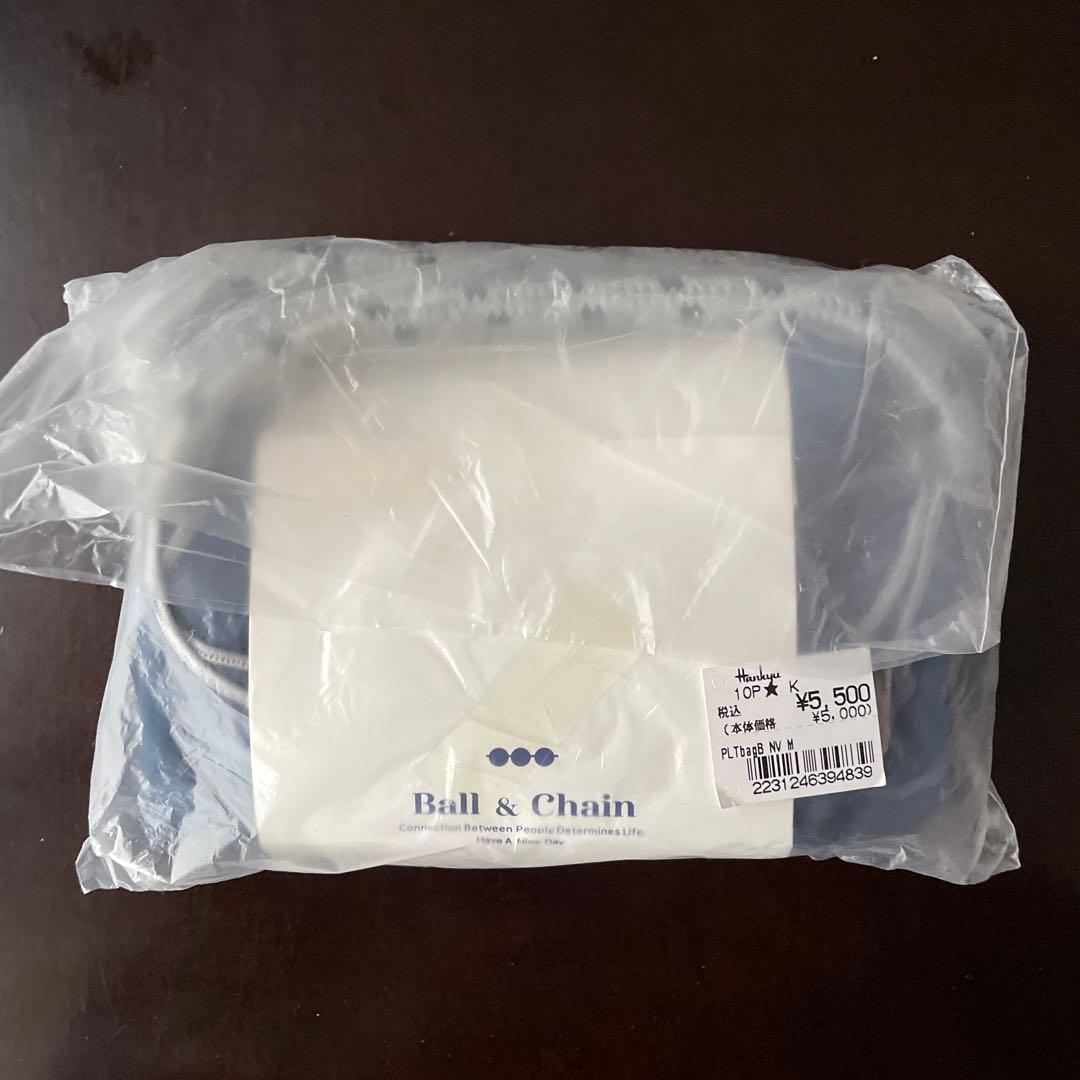 Hankyu
10P★ K
税込 ¥5,500
(本体価格 ¥5,000)
PLTbagB NV M
2231246394839
Ball & Chain
Connection Between People Determines Life.
Have A Nice Day